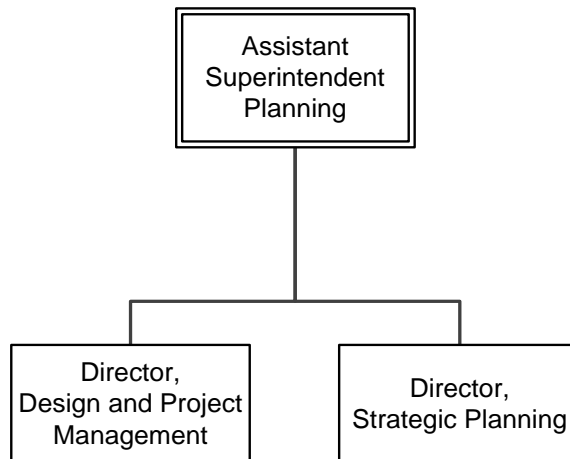 Assistant
Superintendent
Planning
Director,
Design and Project
Management
Director,
Strategic Planning